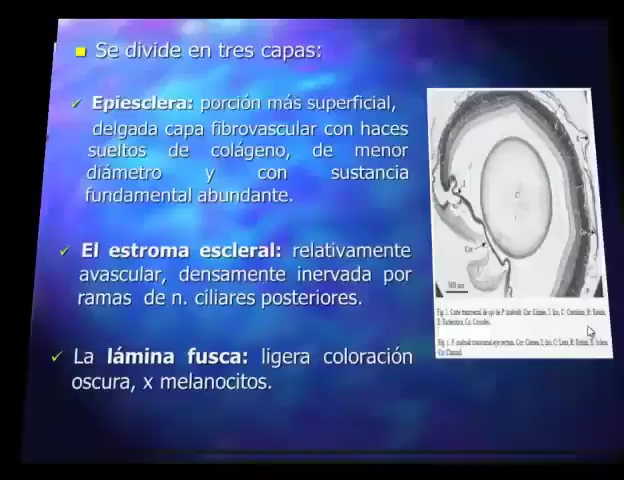 Se divide en tres capas:
Epiesclera: porción más superficial,
delgada capa fibrovascular con haces
sueltos de colágeno, de menor
diámetro y con sustancia
fundamental abundante.
El estroma escleral: relativamente
avascular, densamente inervada por
ramas de n. ciliares posteriores.
La lámina fusca: ligera coloración
oscura, x melanocitos.